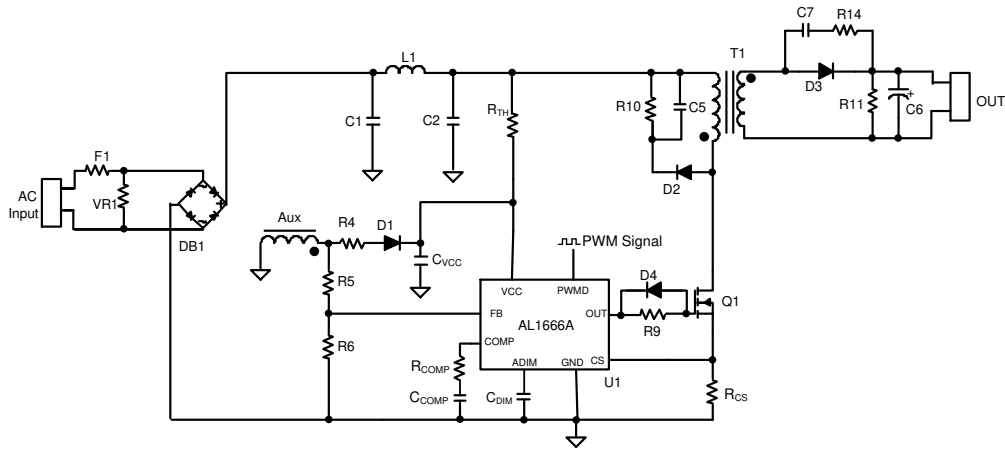 C7
R14
T1
L1
D3
OUT
R10
C5
R11
+
C6
C1
C2
RTH
F1
AC
Input
VR1
D2
DB1
Aux
R4
D1
CVCC
PWM Signal
R5
VCC
PWMD
D4
Q1
FB
AL1666A
OUT
R9
R6
COMP
RCOMP
ADIM
GND
CS
U1
CCOMP
CDIM
RCS